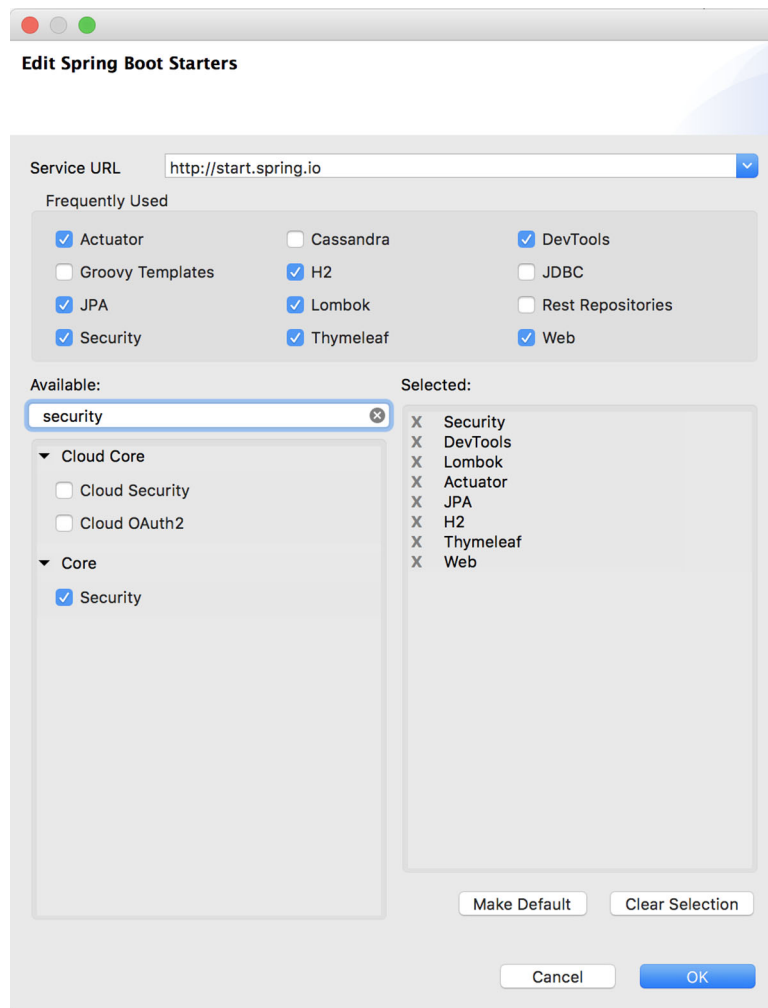 Edit Spring Boot Starters
Service URL http://start.spring.io
Frequently Used
Actuator Cassandra DevTools
Groovy Templates H2 JDBC
JPA Lombok Rest Repositories
Security Thymeleaf Web
Available:
security
Cloud Core
Cloud Security
Cloud OAuth2
Core
Security
Selected:
X Security
X DevTools
X Lombok
X Actuator
X JPA
X H2
X Thymeleaf
X Web
Make Default Clear Selection
Cancel OK